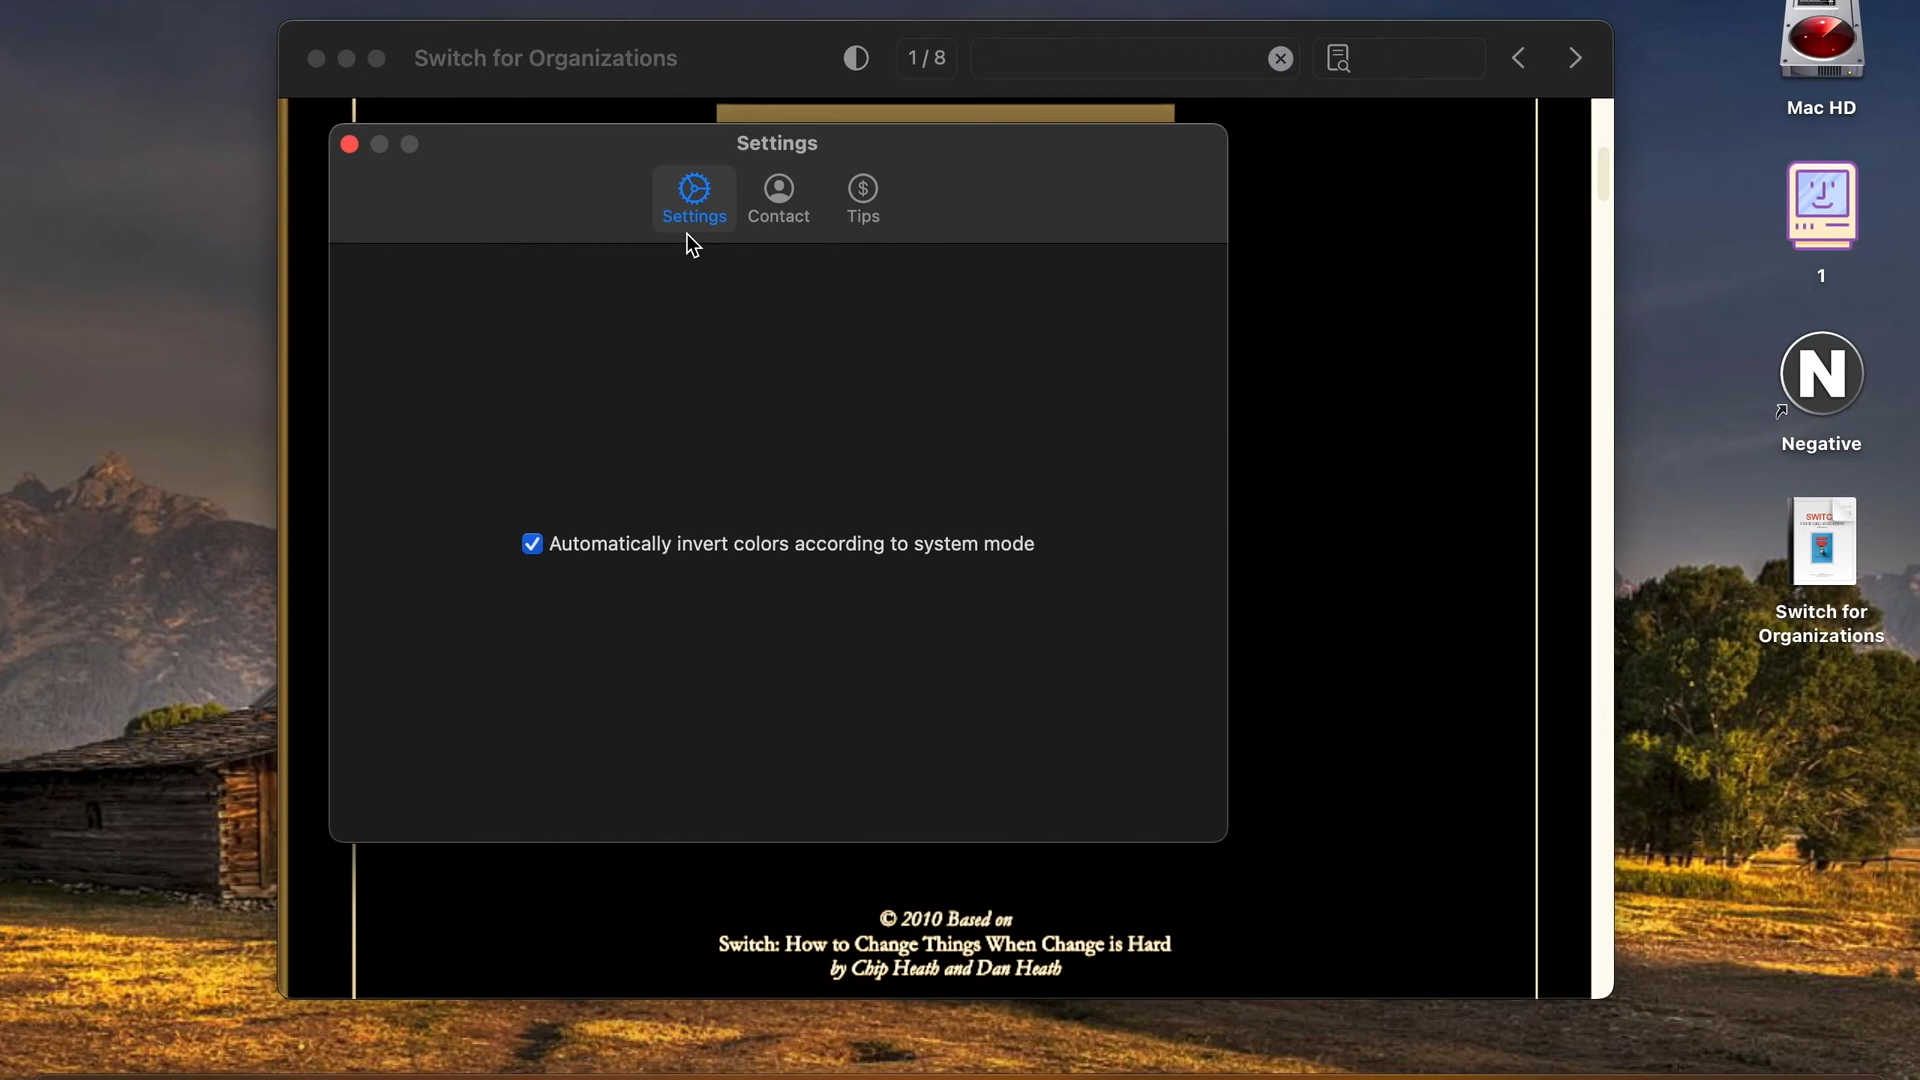 Switch for Organizations
1 / 8
Settings
Settings
Contact
Tips
Automatically invert colors according to system mode
© 2010 Based on
Switch: How to Change Things When Change is Hard
by Chip Heath and Dan Heath
Mac HD
1
N
Negative
SWITCH
Switch for
Organizations